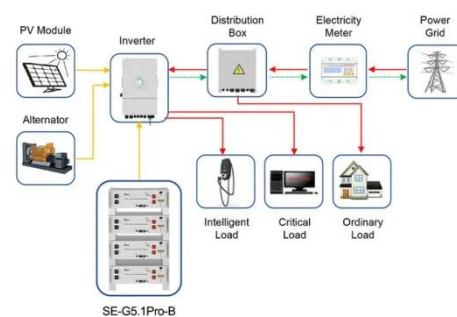 PV Module
Inverter
Distribution
Box
Electricity
Meter
Power
Grid
Alternator
Intelligent
Load
Critical
Load
Ordinary
Load
SE-G5.1Pro-B